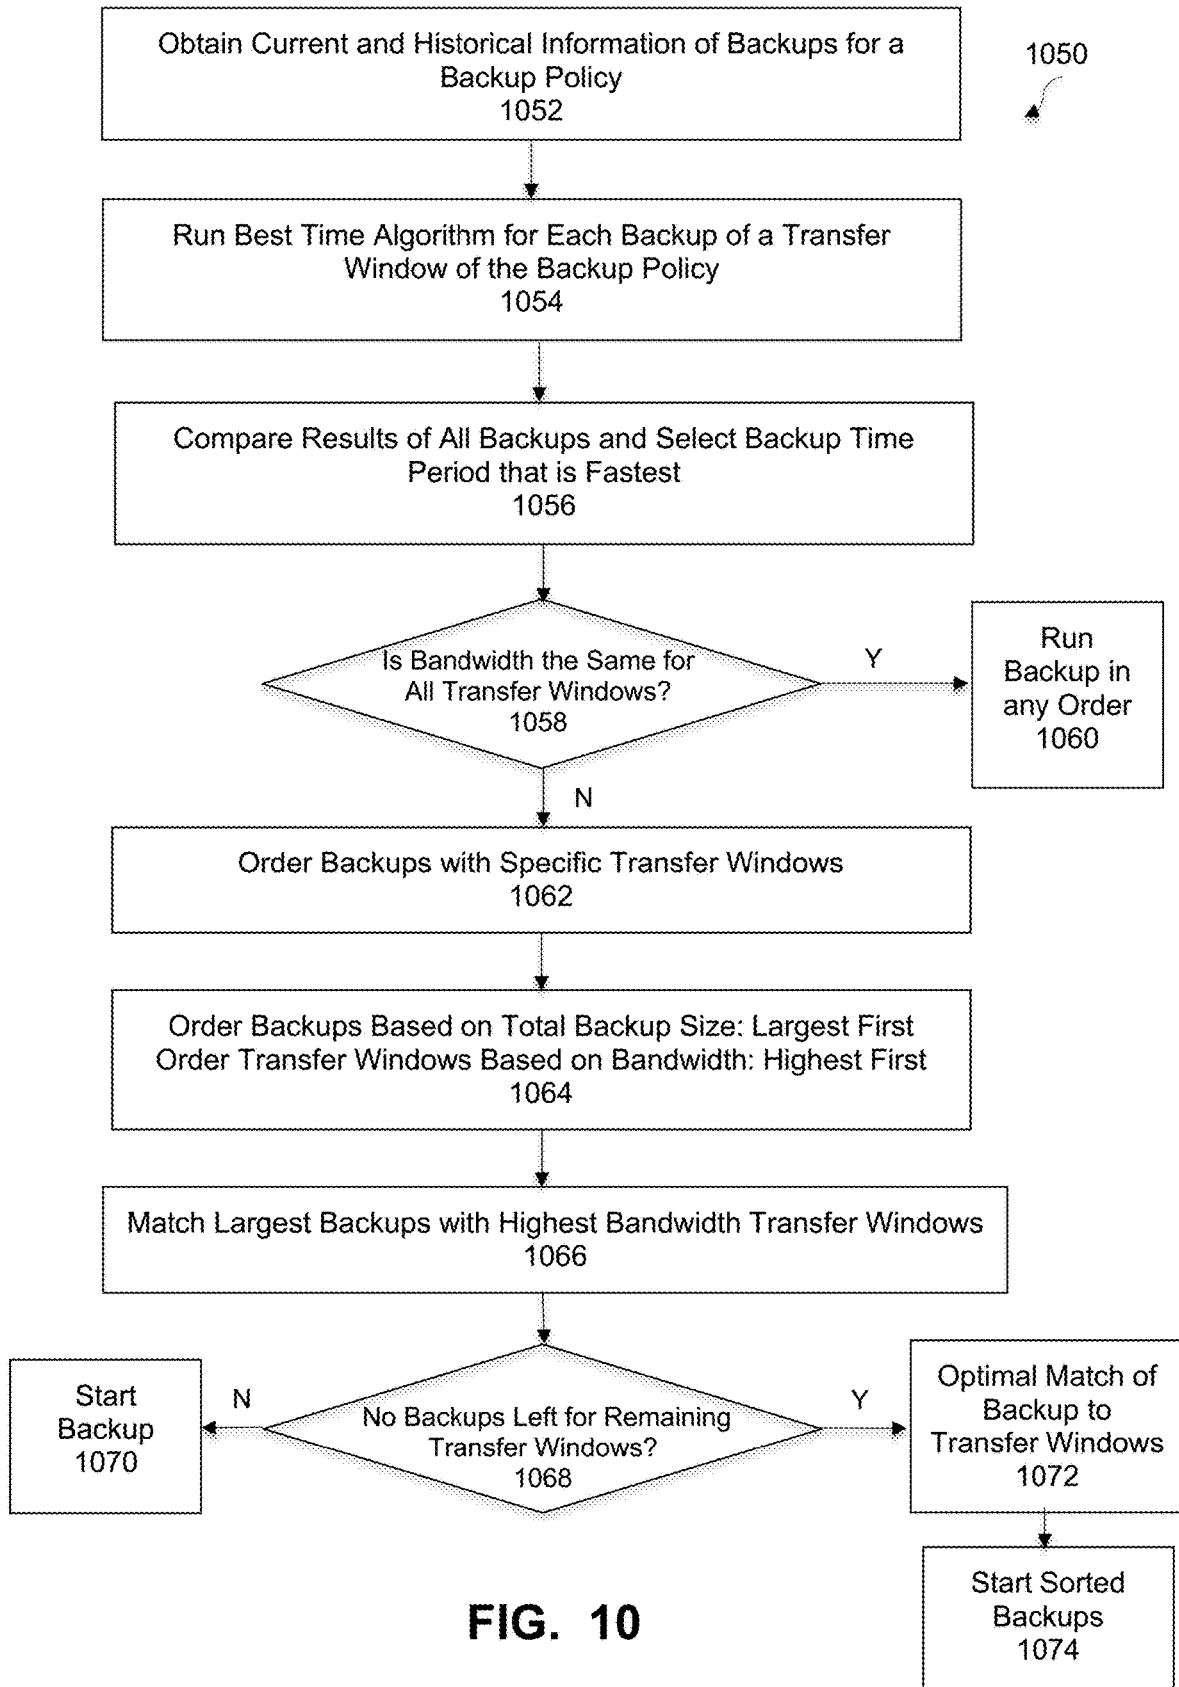 Obtain Current and Historical Information of Backups for a
Backup Policy
1052
1050
Run Best Time Algorithm for Each Backup of a Transfer
Window of the Backup Policy
1054
Compare Results of All Backups and Select Backup Time
Period that is Fastest
1056
Is Bandwidth the Same for
All Transfer Windows?
1058
Y
Run
Backup in
any Order
1060
N
Order Backups with Specific Transfer Windows
1062
Order Backups Based on Total Backup Size: Largest First
Order Transfer Windows Based on Bandwidth: Highest First
1064
Match Largest Backups with Highest Bandwidth Transfer Windows
1066
Start
Backup
1070
N
No Backups Left for Remaining
Transfer Windows?
1068
Y
Optimal Match of
Backup to
Transfer Windows
1072
Start Sorted
Backups
1074
FIG. 10